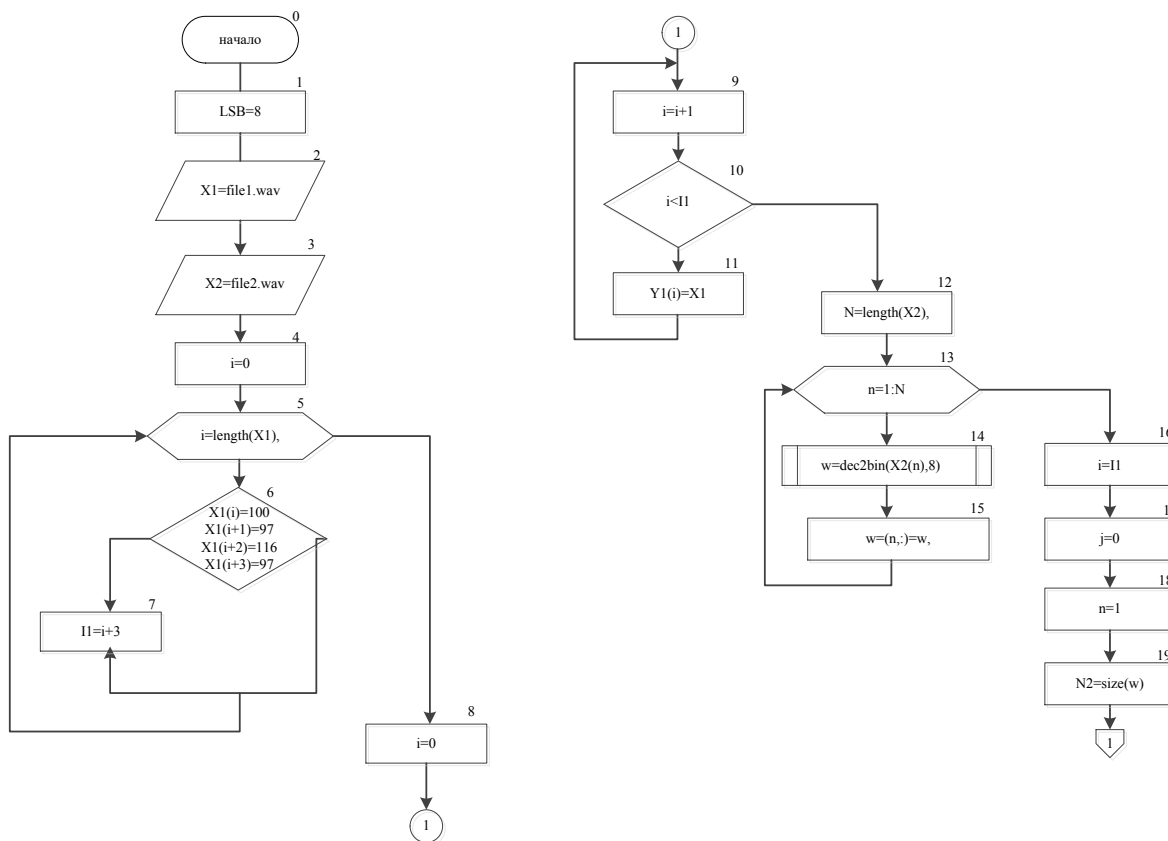 0
начало
1
LSB=8
2
X1=file1.wav
3
X2=file2.wav
4
i=0
5
i=length(X1),
6
X1(i)=100
X1(i+1)=97
X1(i+2)=116
X1(i+3)=97
7
I1=i+3
8
i=0
1
1
9
i=i+1
10
i<I1
11
Y1(i)=X1
12
N=length(X2),
13
n=1:N
14
w=dec2bin(X2(n),8)
15
w=(n,:)=w,
16
i=I1
1
j=0
18
n=1
19
N2=size(w)
1